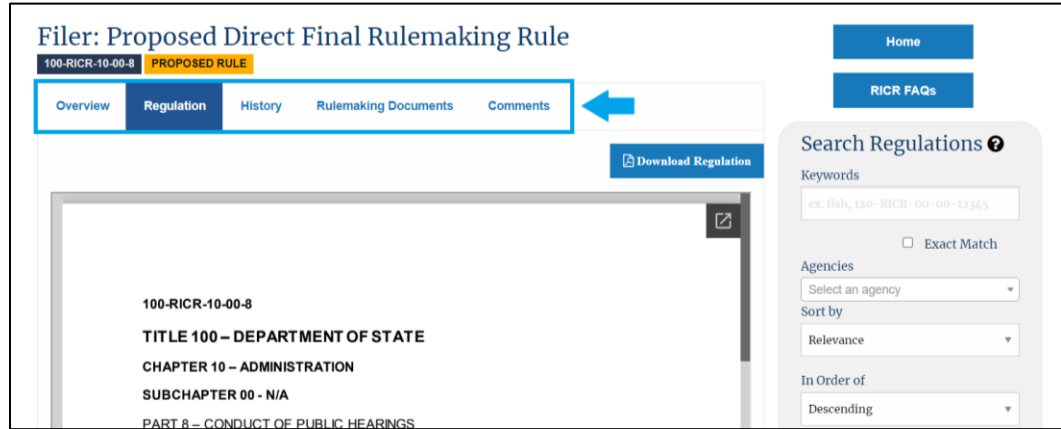 Filer: Proposed Direct Final Rulemaking Rule
100-RICR-10-00-8 PROPOSED RULE
Overview Regulation History Rulemaking Documents Comments
Download Regulation
100-RICR-10-00-8
TITLE 100 – DEPARTMENT OF STATE
CHAPTER 10 – ADMINISTRATION
SUBCHAPTER 00 - N/A
PART 8 – CONDUCT OF PUBLIC HEARINGS
Home
RICR FAQs
Search Regulations ?
Keywords
ex. fish, 120-RICR-00-00-12345
Exact Match
Agencies
Select an agency
Sort by
Relevance
In Order of
Descending